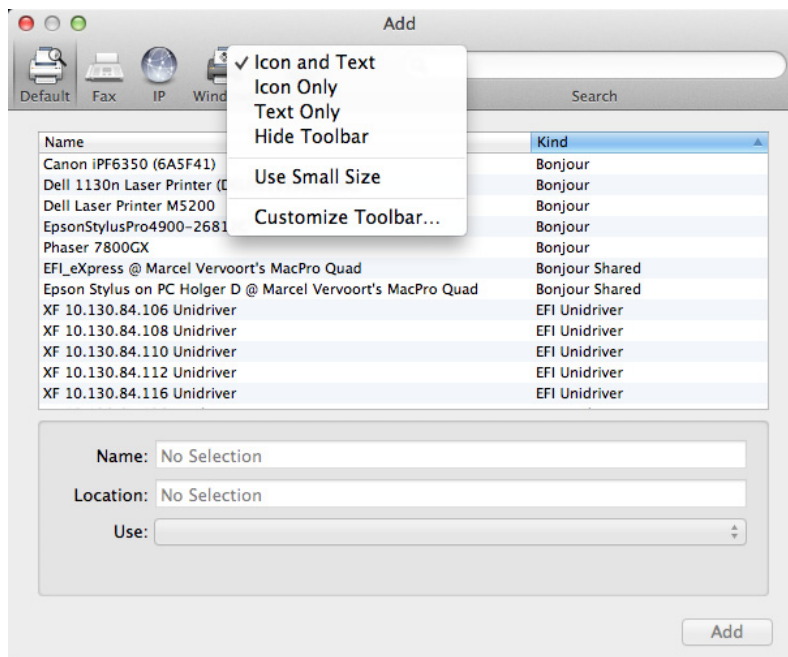 Add
Default Fax IP Wind Search
✓ Icon and Text
Icon Only
Text Only
Hide Toolbar
Use Small Size
Customize Toolbar...
Name Kind
Canon iPF6350 (6A5F41) Bonjour
Dell 1130n Laser Printer ( Bonjour
Dell Laser Printer M5200 Bonjour
EpsonStylusPro4900-2681 Bonjour
Phaser 7800GX Bonjour
EFI_eXpress @ Marcel Vervoort's MacPro Quad Bonjour Shared
Epson Stylus on PC Holger D @ Marcel Vervoort's MacPro Quad Bonjour Shared
XF 10.130.84.106 Unidriver EFI Unidriver
XF 10.130.84.108 Unidriver EFI Unidriver
XF 10.130.84.110 Unidriver EFI Unidriver
XF 10.130.84.112 Unidriver EFI Unidriver
XF 10.130.84.116 Unidriver EFI Unidriver
Name: No Selection
Location: No Selection
Use:
Add